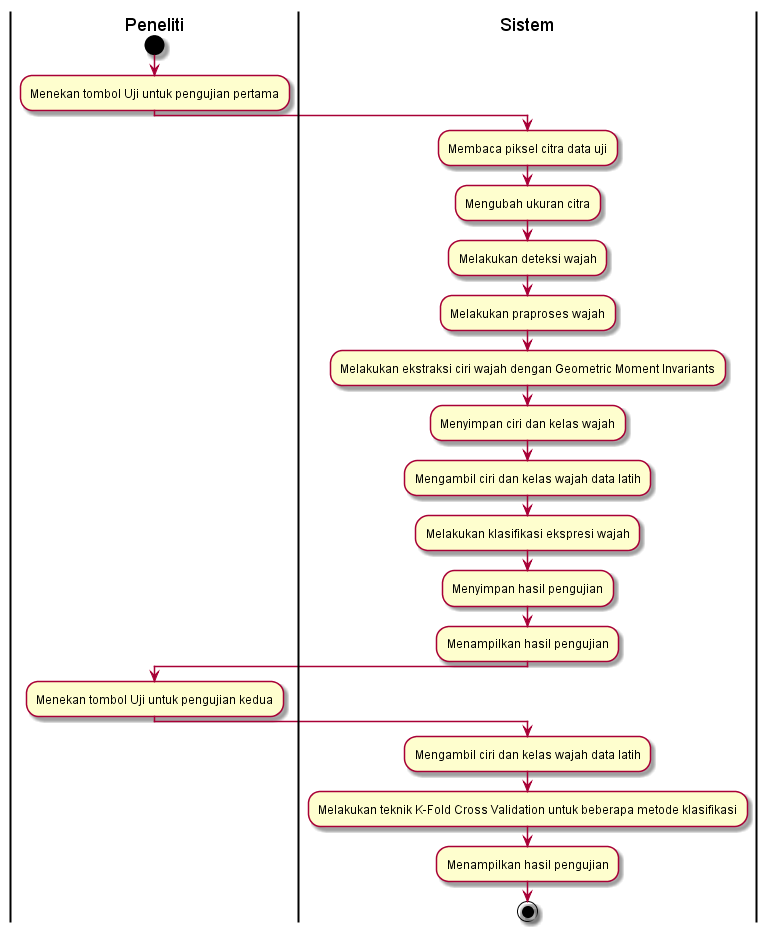 Peneliti
Sistem
Menekan tombol Uji untuk pengujian pertama
Membaca piksel citra data uji
Mengubah ukuran citra
Melakukan deteksi wajah
Melakukan praproses wajah
Melakukan ekstraksi ciri wajah dengan Geometric Moment Invariants
Menyimpan ciri dan kelas wajah
Mengambil ciri dan kelas wajah data latih
Melakukan klasifikasi ekspresi wajah
Menyimpan hasil pengujian
Menampilkan hasil pengujian
Menekan tombol Uji untuk pengujian kedua
Mengambil ciri dan kelas wajah data latih
Melakukan teknik K-Fold Cross Validation untuk beberapa metode klasifikasi
Menampilkan hasil pengujian